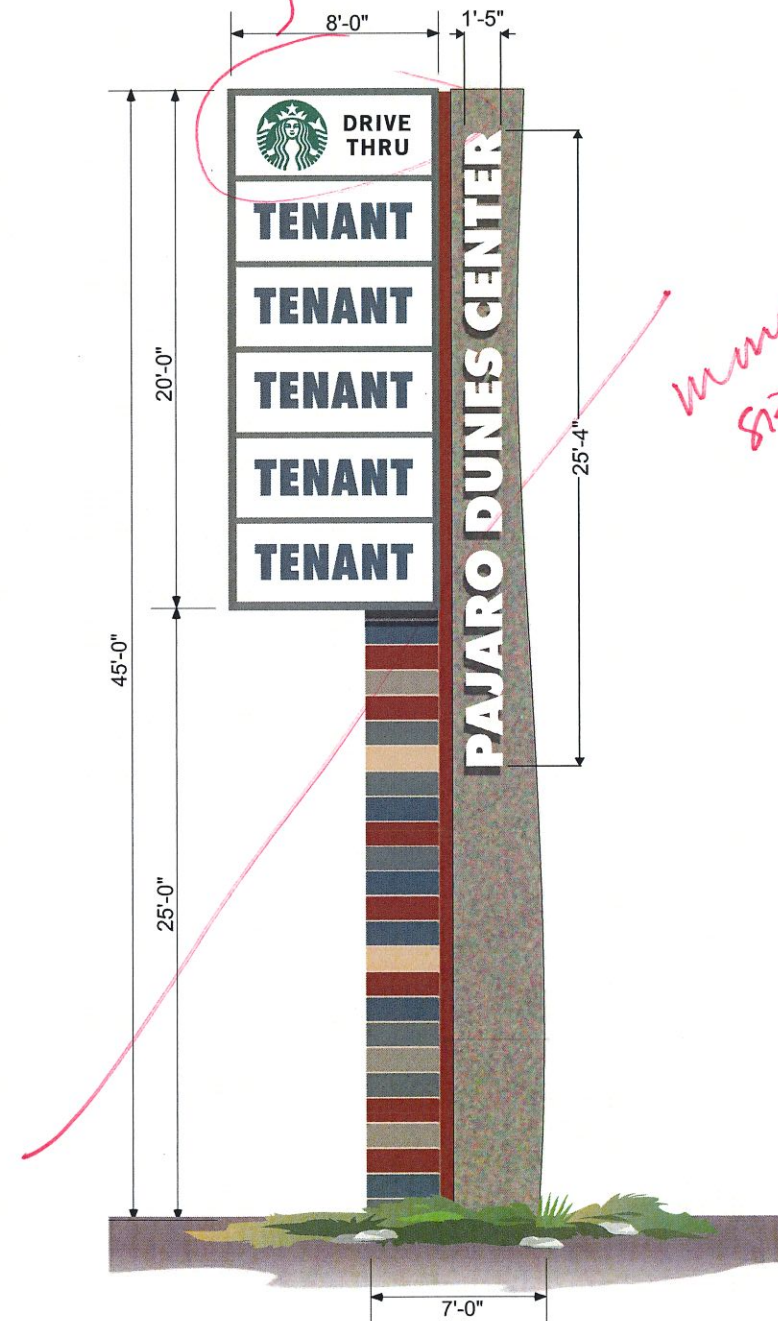 8'-0"
1'-5"
DRIVE
THRU
TENANT
TENANT
TENANT
TENANT
TENANT
PAJARO DUNES CENTER
20'-0"
45'-0"
25'-4"
25'-0"
7'-0"